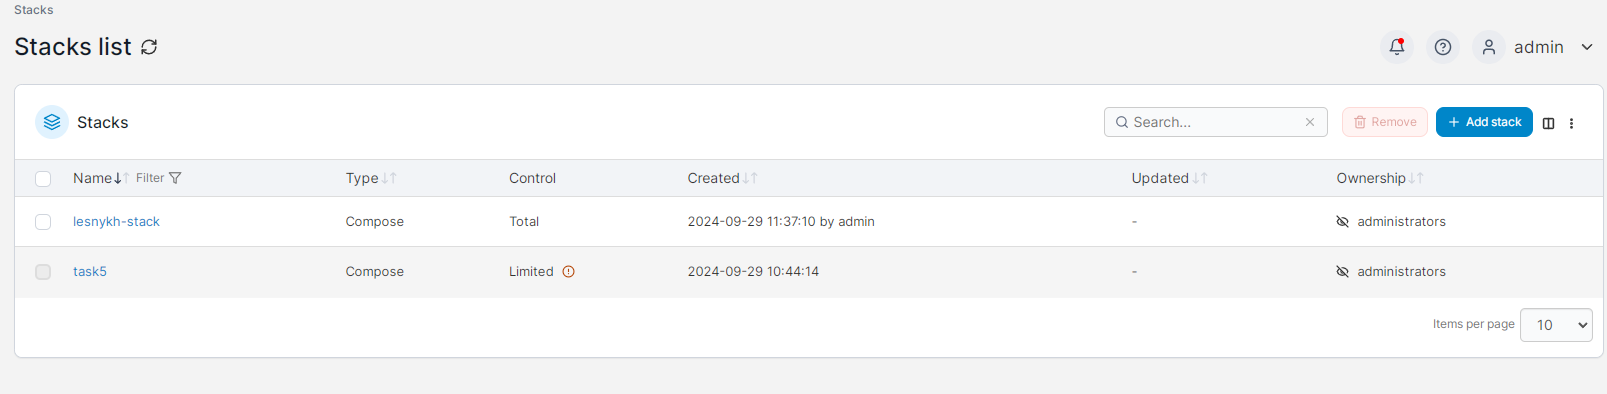 Stacks
Stacks list
admin
Stacks
Search...
Remove
Add stack
Name Filter Type Control Created Updated Ownership
lesnykh-stack Compose Total 2024-09-29 11:37:10 by admin - administrators
task5 Compose Limited 2024-09-29 10:44:14 - administrators
Items per page 10